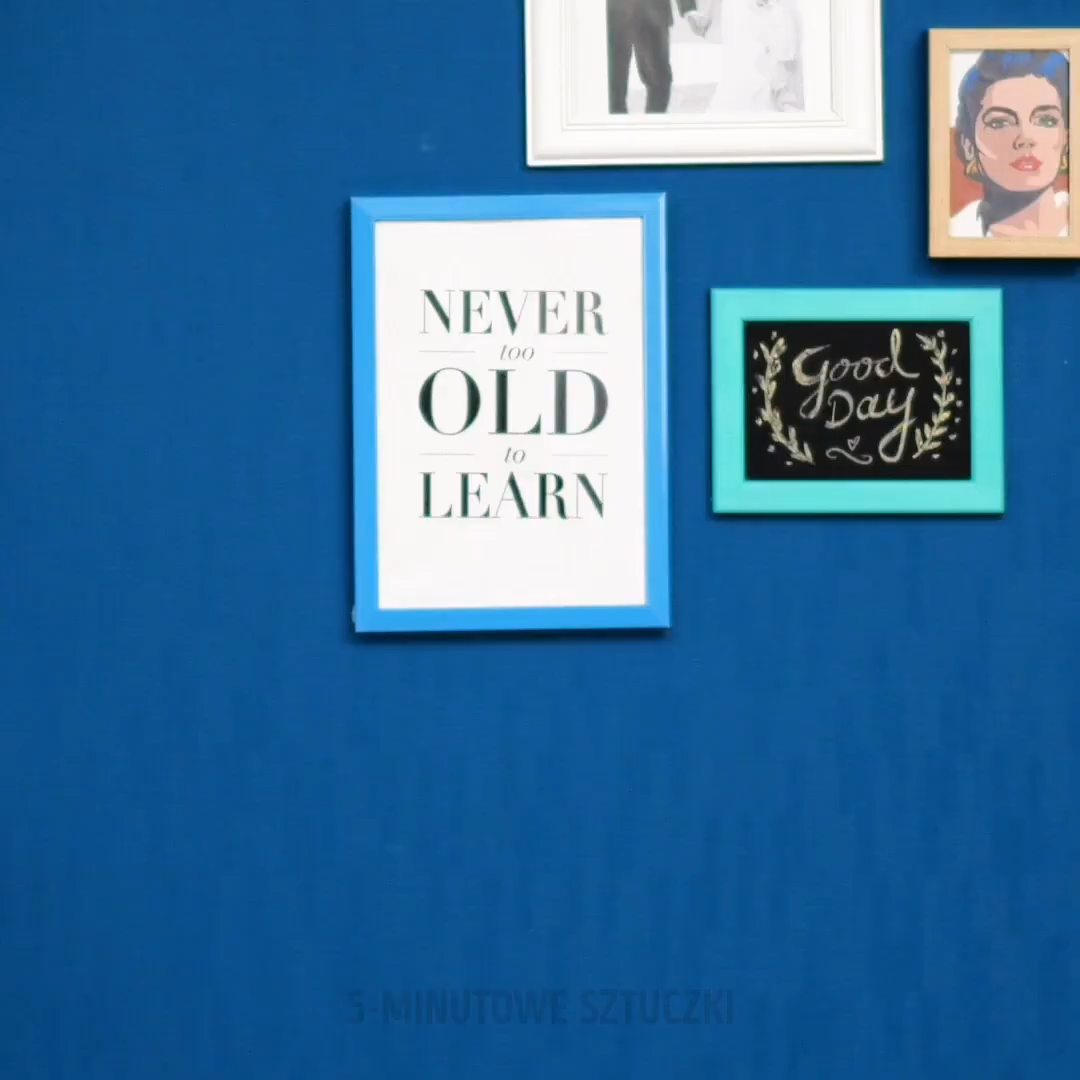 NEVER
too
OLD
to
LEARN
Good
Day
5-MINUTOWE SZTUCZKI